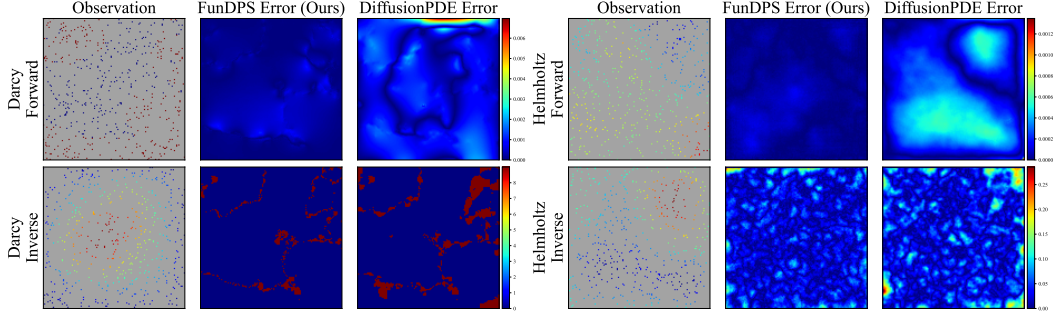 Observation
FunDPS Error (Ours)
DiffusionPDE Error
Observation
FunDPS Error (Ours)
DiffusionPDE Error
Darcy
Forward
0.006
0.005
0.004
0.003
0.002
0.001
0.000
Helmholtz
Forward
0.0012
0.0010
0.0008
0.0006
0.0004
0.0002
0.0000
Darcy
Inverse
8
7
6
5
4
3
2
1
0
Helmholtz
Inverse
0.25
0.20
0.15
0.10
0.05
0.00